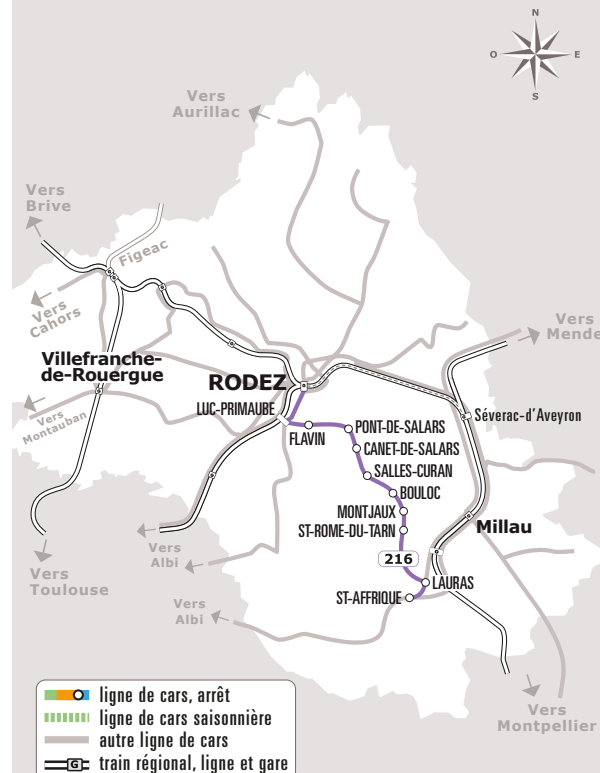 N
O
E
S
Vers
Aurillac
Vers
Brive
Figeac
Vers
Cahors
Vers
Mende
Villefranche-
de-Rouergue
RODEZ
LUC-PRIMAUBE
Vers
Montauban
FLAVIN
PONT-DE-SALARS
Séverac-d'Aveyron
CANET-DE-SALARS
SALLES-CURAN
BOULOC
MONTJAUX
ST-ROME-DU-TARN
Millau
216
Vers
Albi
Vers
Toulouse
LAURAS
ST-AFFRIQUE
Vers
Albi
Vers
Montpellier
ligne de cars, arrêt
ligne de cars saisonnière
autre ligne de cars
G train régional, ligne et gare